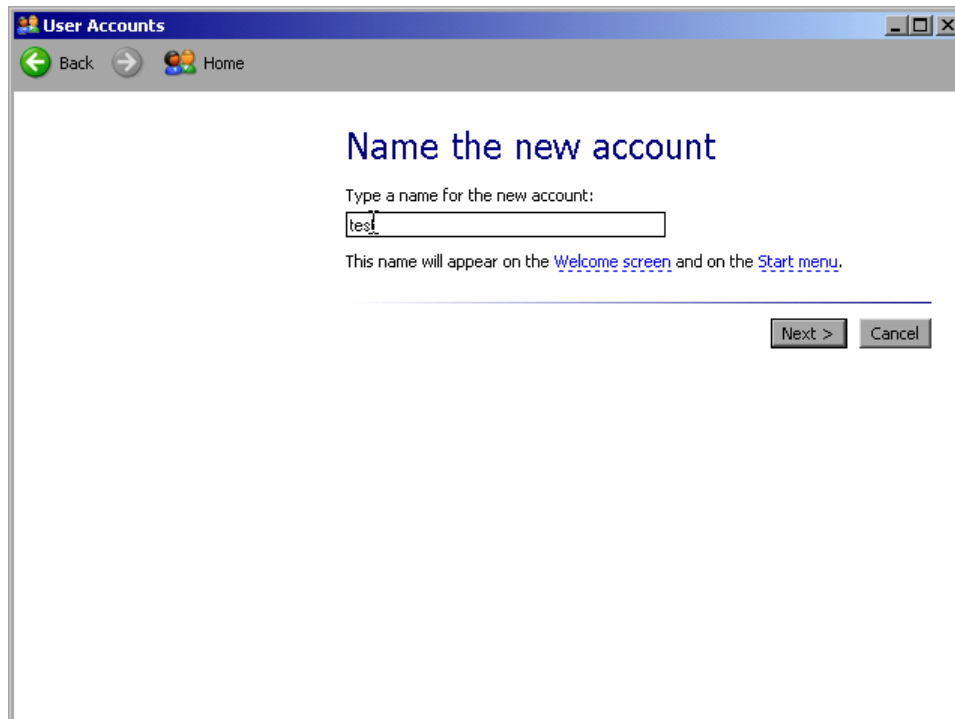 User Accounts
Back Home
Name the new account
Type a name for the new account:
test
This name will appear on the Welcome screen and on the Start menu.
Next > Cancel